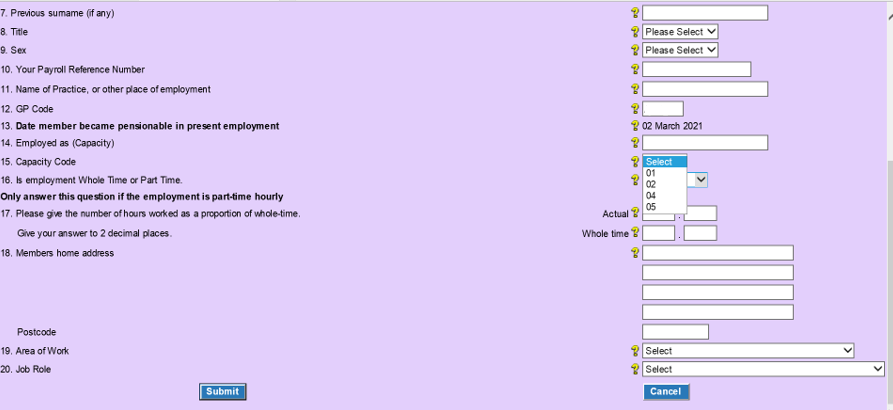 7. Previous surname (if any) ?
8. Title ? Please Select
9. Sex ? Please Select
10. Your Payroll Reference Number ?
11. Name of Practice, or other place of employment ?
12. GP Code ?
13. Date member became pensionable in present employment ? 02 March 2021
14. Employed as (Capacity) ?
15. Capacity Code ? Select
01
16. Is employment Whole Time or Part Time. ?
02
04
Only answer this question if the employment is part-time hourly
05
17. Please give the number of hours worked as a proportion of whole-time. Actual ? .
Give your answer to 2 decimal places. Whole time ? .
18. Members home address ?
Postcode
19. Area of Work ? Select
20. Job Role ? Select
Submit Cancel